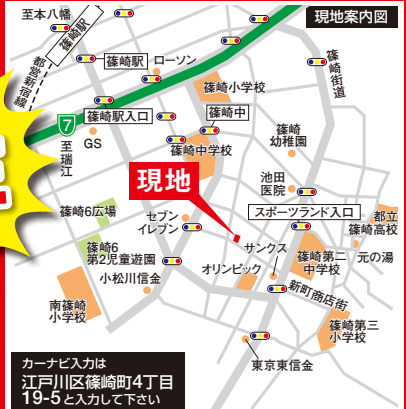 至本八幡
現地案内図
篠崎駅
都営新宿線
篠崎駅
ローソン
篠崎街道
篠崎小学校
篠崎駅入口
篠崎中
7
至瑞江
GS
篠崎中学校
篠崎
幼稚園
現地
池田
医院
篠崎6広場
セブン
イレブン
スポーツランド入口
都立
篠崎高校
サンクス
元の湯
篠崎6
第2児童遊園
オリンピック
篠崎第二
中学校
小松川信金
新町商店街
南篠崎
小学校
篠崎第三
小学校
東京東信金
カーナビ入力は
江戸川区篠崎町4丁目
19-5と入力して下さい